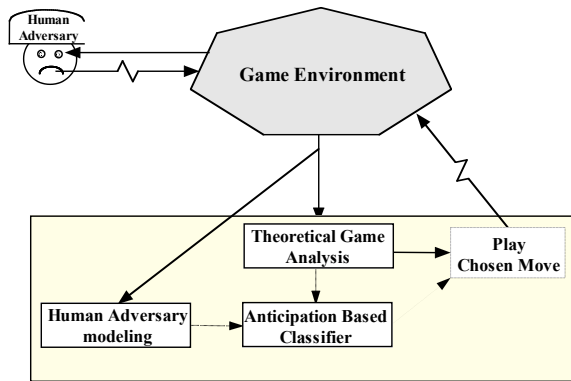 Human
Adversary
Game Environment
Theoretical Game
Analysis
Play
Chosen Move
Human Adversary
modeling
Anticipation Based
Classifier